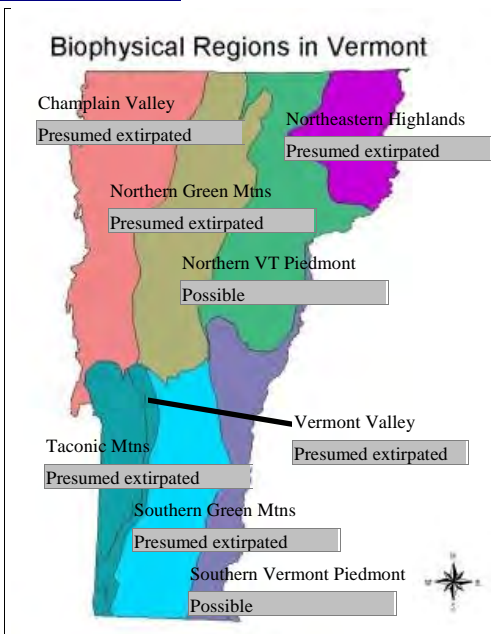 Biophysical Regions in Vermont
Champlain Valley
Presumed extirpated
Northeastern Highlands
Presumed extirpated
Northern Green Mtns
Presumed extirpated
Northern VT Piedmont
Possible
Vermont Valley
Presumed extirpated
Taconic Mtns
Presumed extirpated
Southern Green Mtns
Presumed extirpated
Southern Vermont Piedmont
Possible